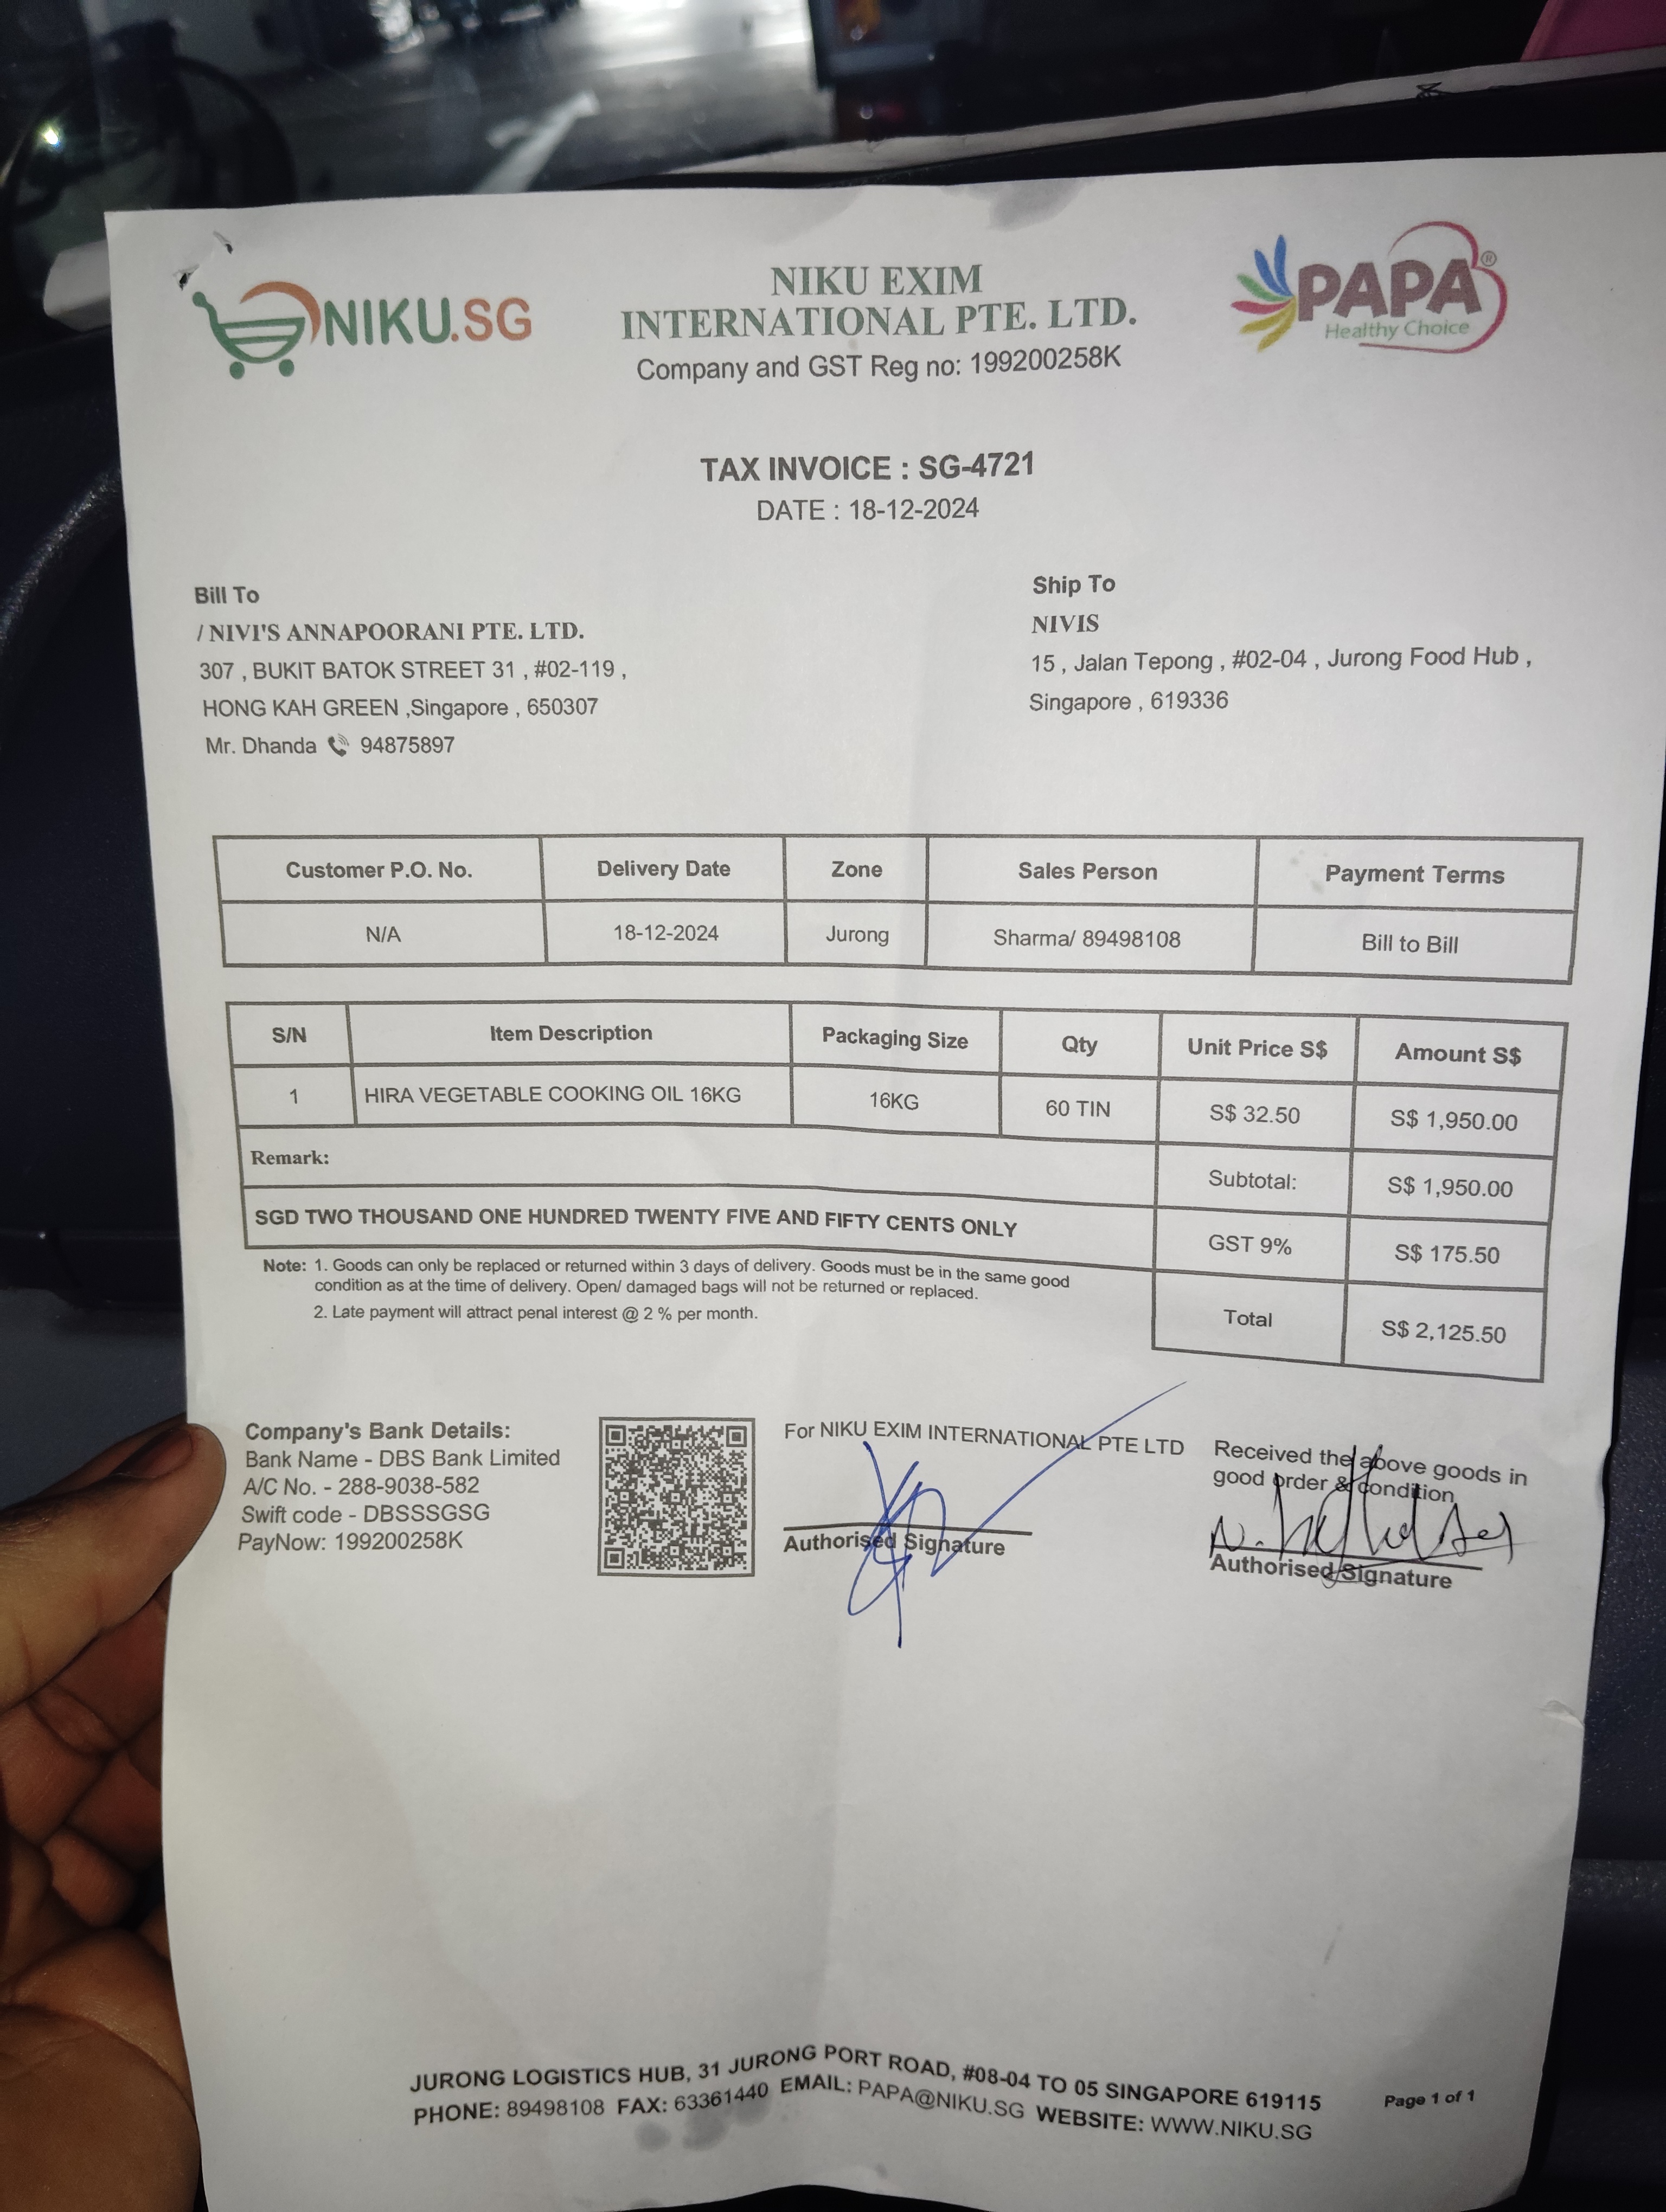 NIKU.SG
NIKU EXIM
INTERNATIONAL PTE. LTD.
Company and GST Reg no: 199200258K
PAPA®
Healthy Choice
TAX INVOICE : SG-4721
DATE : 18-12-2024
Bill To
/ NIVI'S ANNAPOORANI PTE. LTD.
307 , BUKIT BATOK STREET 31 , #02-119 ,
HONG KAH GREEN ,Singapore , 650307
Mr. Dhanda 94875897
Ship To
NIVIS
15 , Jalan Tepong , #02-04 , Jurong Food Hub ,
Singapore , 619336
Customer P.O. No. Delivery Date Zone Sales Person Payment Terms
N/A 18-12-2024 Jurong Sharma/ 89498108 Bill to Bill
S/N Item Description Packaging Size Qty Unit Price S$ Amount S$
1 HIRA VEGETABLE COOKING OIL 16KG 16KG 60 TIN S$ 32.50 S$ 1,950.00
Remark:
Subtotal: S$ 1,950.00
SGD TWO THOUSAND ONE HUNDRED TWENTY FIVE AND FIFTY CENTS ONLY
GST 9% S$ 175.50
Total S$ 2,125.50
Note: 1. Goods can only be replaced or returned within 3 days of delivery. Goods must be in the same good
condition as at the time of delivery. Open/ damaged bags will not be returned or replaced.
2. Late payment will attract penal interest @ 2 % per month.
Company's Bank Details:
Bank Name - DBS Bank Limited
A/C No. - 288-9038-582
Swift code - DBSSSGSG
PayNow: 199200258K
For NIKU EXIM INTERNATIONAL PTE LTD
Authorised Signature
Received the above goods in
good order & condition
Authorised Signature
JURONG LOGISTICS HUB, 31 JURONG PORT ROAD, #08-04 TO 05 SINGAPORE 619115
PHONE: 89498108 FAX: 63361440 EMAIL: PAPA@NIKU.SG WEBSITE: WWW.NIKU.SG
Page 1 of 1